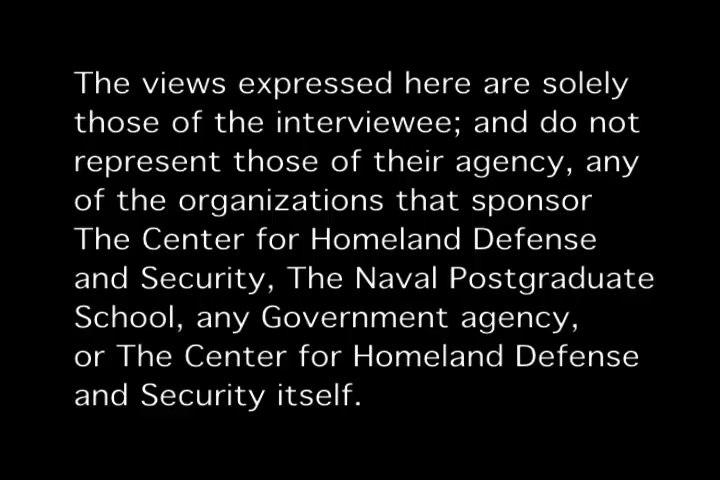 The views expressed here are solely
those of the interviewee; and do not
represent those of their agency, any
of the organizations that sponsor
The Center for Homeland Defense
and Security, The Naval Postgraduate
School, any Government agency,
or The Center for Homeland Defense
and Security itself.